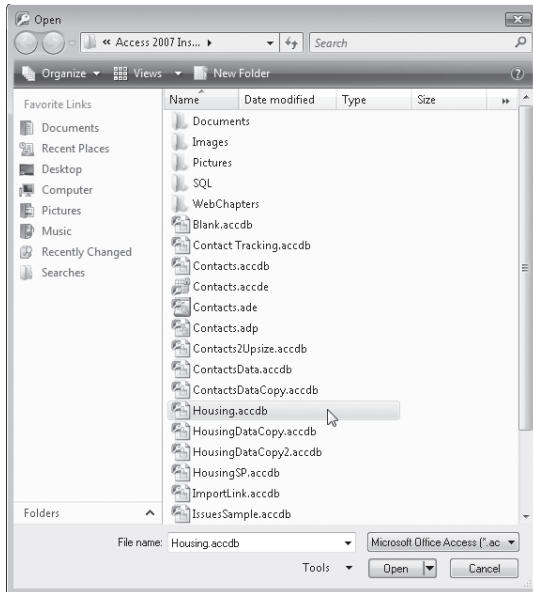 Open
« Access 2007 Ins...
Search
Organize Views New Folder
Favorite Links
Documents
Recent Places
Desktop
Computer
Pictures
Music
Recently Changed
Searches
Folders
Name Date modified Type Size
Documents
Images
Pictures
SQL
WebChapters
Blank.accdb
Contact Tracking.accdb
Contacts.accdb
Contacts.accde
Contacts.ade
Contacts.adp
Contacts2Upsize.accdb
ContactsData.accdb
ContactsDataCopy.accdb
Housing.accdb
HousingDataCopy.accdb
HousingDataCopy2.accdb
HousingSP.accdb
ImportLink.accdb
IssuesSample.accdb
File name: Housing.accdb
Microsoft Office Access (*.ac
Tools Open Cancel